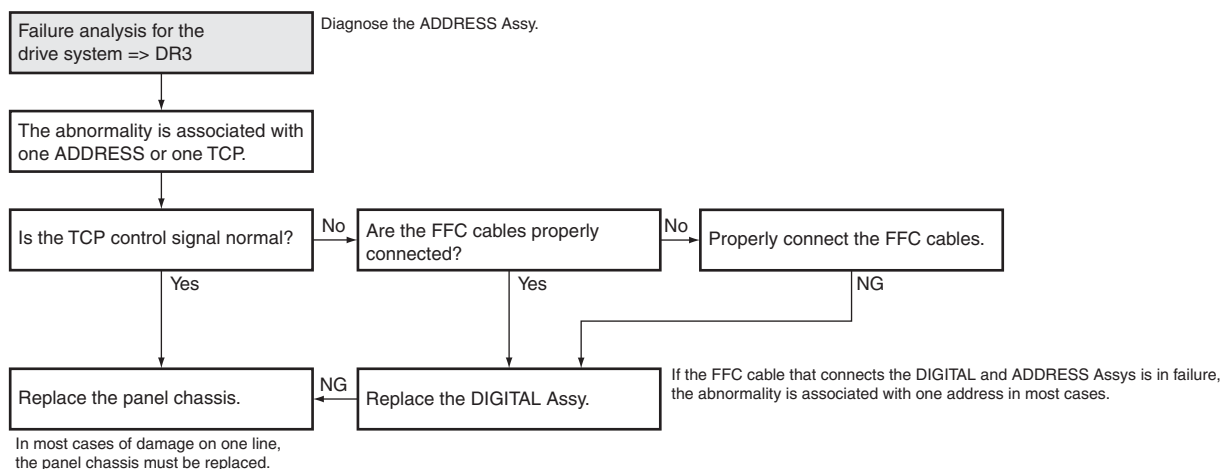 Failure analysis for the
drive system => DR3
Diagnose the ADDRESS Assy.
The abnormality is associated with
one ADDRESS or one TCP.
Is the TCP control signal normal?
No
Are the FFC cables properly
connected?
No
Properly connect the FFC cables.
Yes
Yes
NG
Replace the panel chassis.
NG
Replace the DIGITAL Assy.
If the FFC cable that connects the DIGITAL and ADDRESS Assys is in failure,
the abnormality is associated with one address in most cases.
In most cases of damage on one line,
the panel chassis must be replaced.